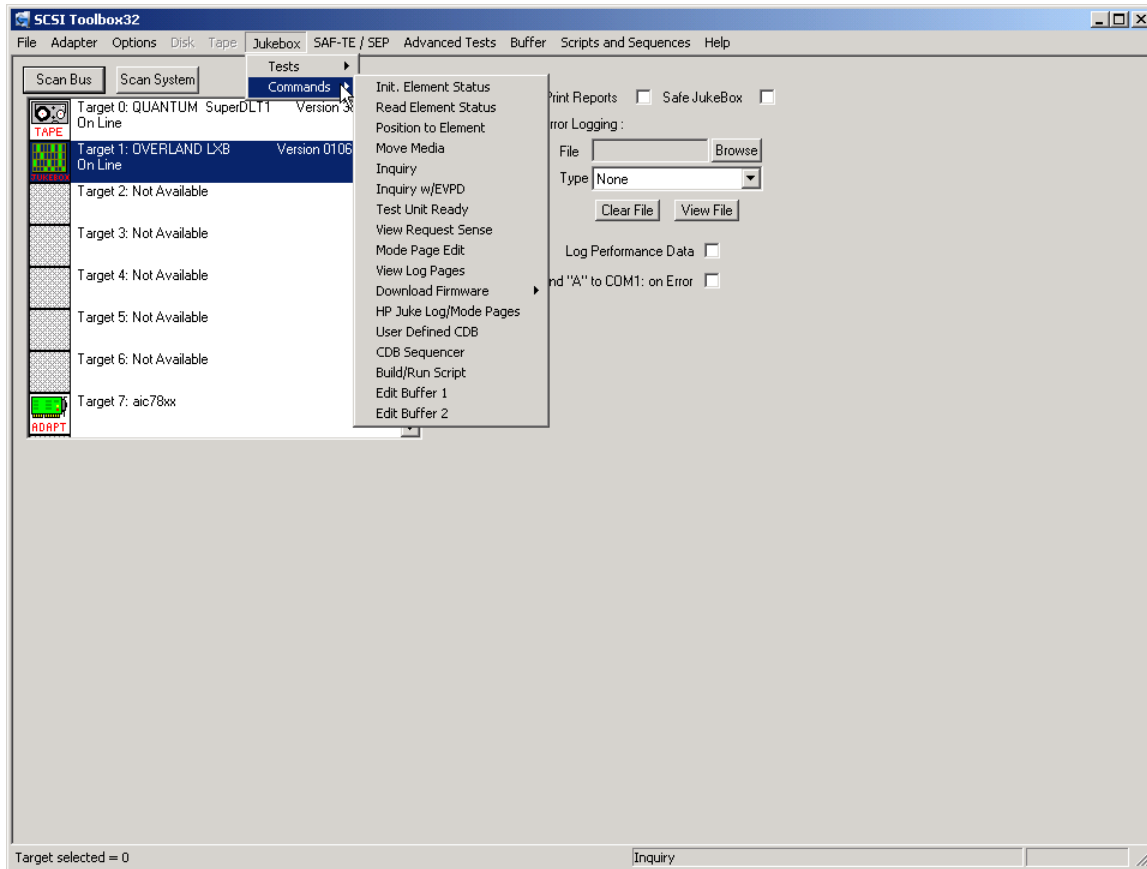 SCSI Toolbox32
File Adapter Options Disk Tape Jukebox SAF-TE / SEP Advanced Tests Buffer Scripts and Sequences Help
Scan Bus Scan System
Tests
Commands
Init. Element Status
Read Element Status
Position to Element
Move Media
Inquiry
Inquiry w/EVPD
Test Unit Ready
View Request Sense
Mode Page Edit
View Log Pages
Download Firmware
HP Juke Log/Mode Pages
User Defined CDB
CDB Sequencer
Build/Run Script
Edit Buffer 1
Edit Buffer 2
TAPE
Target 0: QUANTUM SuperDLT1 Version
On Line
JUKEBOX
Target 1: OVERLAND LXB Version 0106
On Line
Target 2: Not Available
Target 3: Not Available
Target 4: Not Available
Target 5: Not Available
Target 6: Not Available
Target 7: aic78xx
ADAPT
Print Reports Safe JukeBox
rror Logging :
File Browse
Type None
Clear File View File
Log Performance Data
nd "A" to COM1: on Error
Target selected = 0
Inquiry